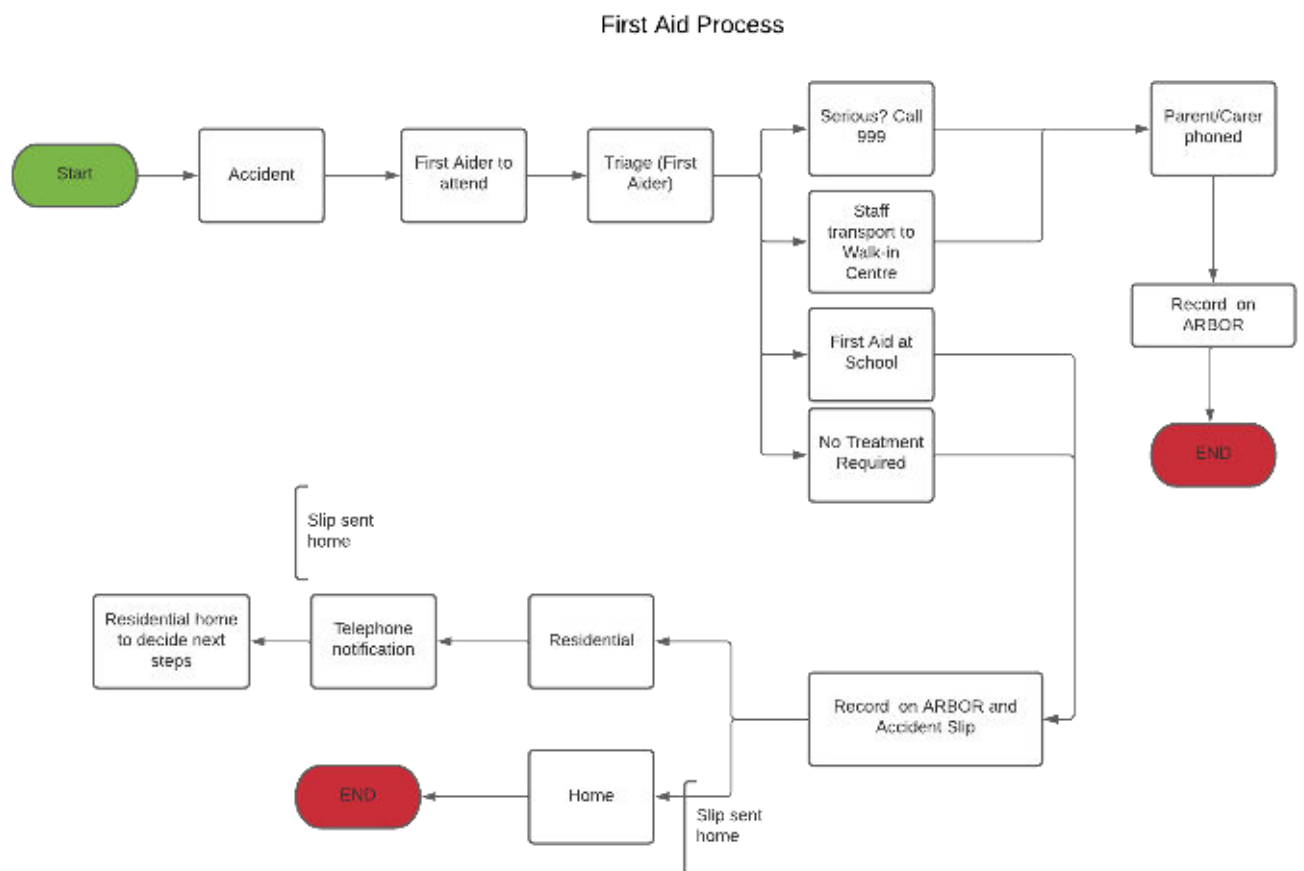 First Aid Process
Start
Accident
First Aider to
attend
Triage (First
Aider)
Serious? Call
999
Parent/Carer
phoned
Staff
transport to
Walk-in
Centre
Record on
ARBOR
First Aid at
School
END
No Treatment
Required
Slip sent
home
Residential home
to decide next
steps
Telephone
notification
Residential
Record on ARBOR and
Accident Slip
END
Home
Slip sent
home